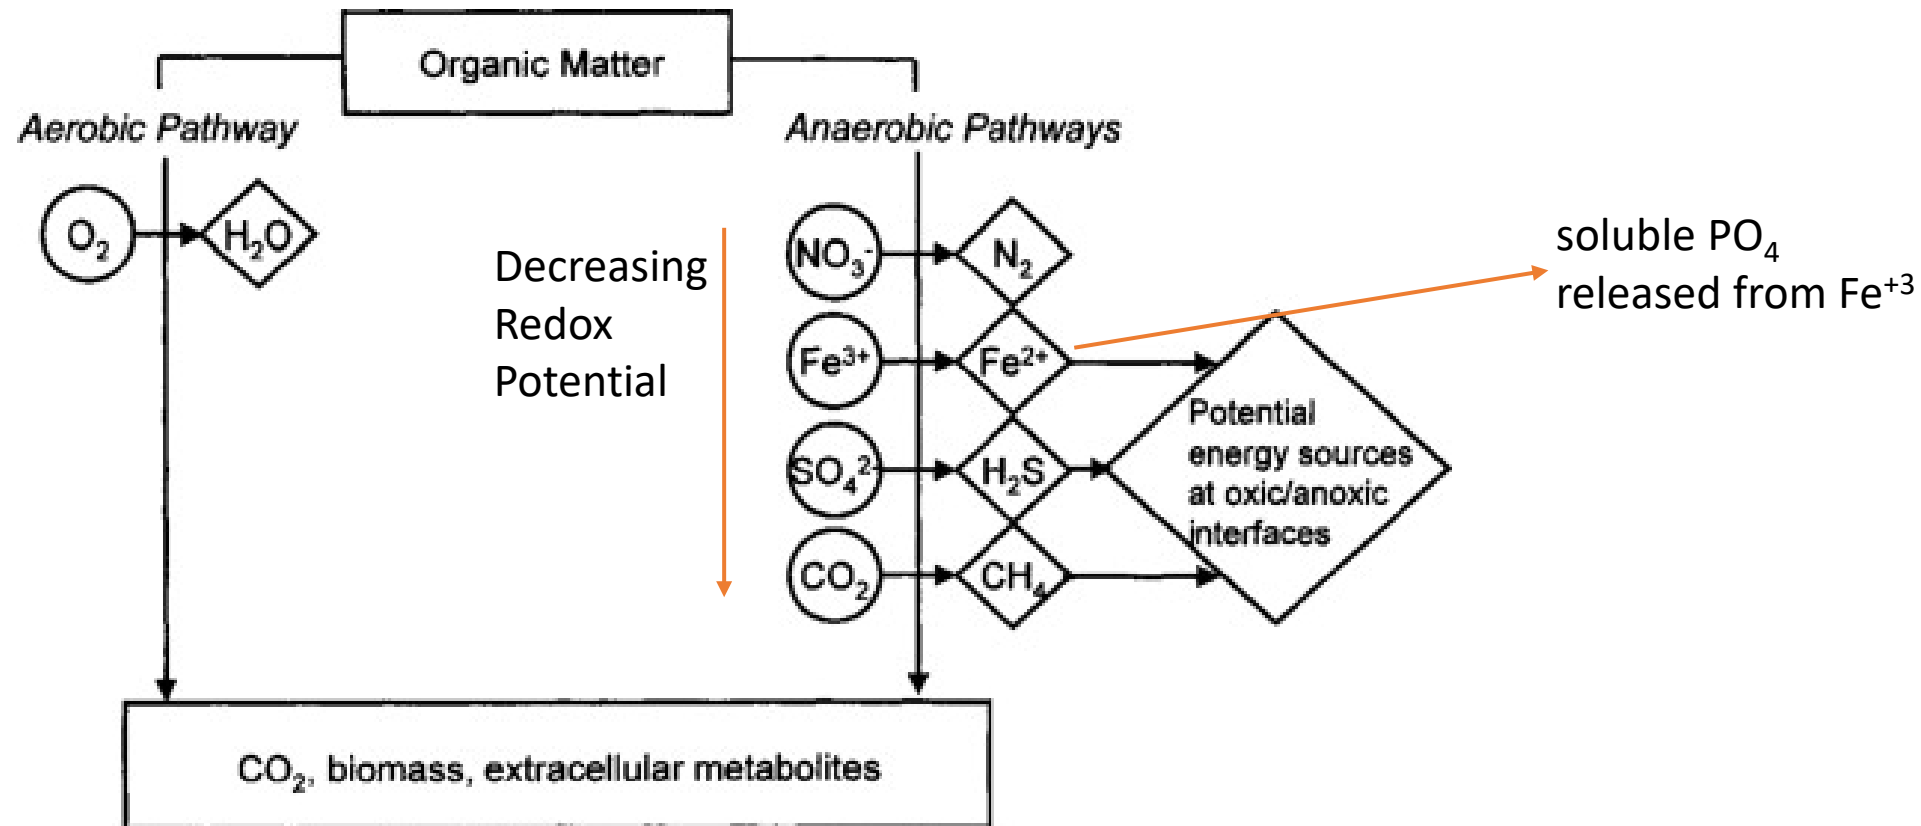 Organic Matter
Aerobic Pathway
Anaerobic Pathways
O₂
H₂O
Decreasing
Redox
Potential
NO₃⁻
N₂
Fe³⁺
Fe²⁺
SO₄²⁻
H₂S
CO₂
CH₄
Potential
energy sources
at oxic/anoxic
interfaces
soluble PO₄
released from Fe⁺³
CO₂, biomass, extracellular metabolites